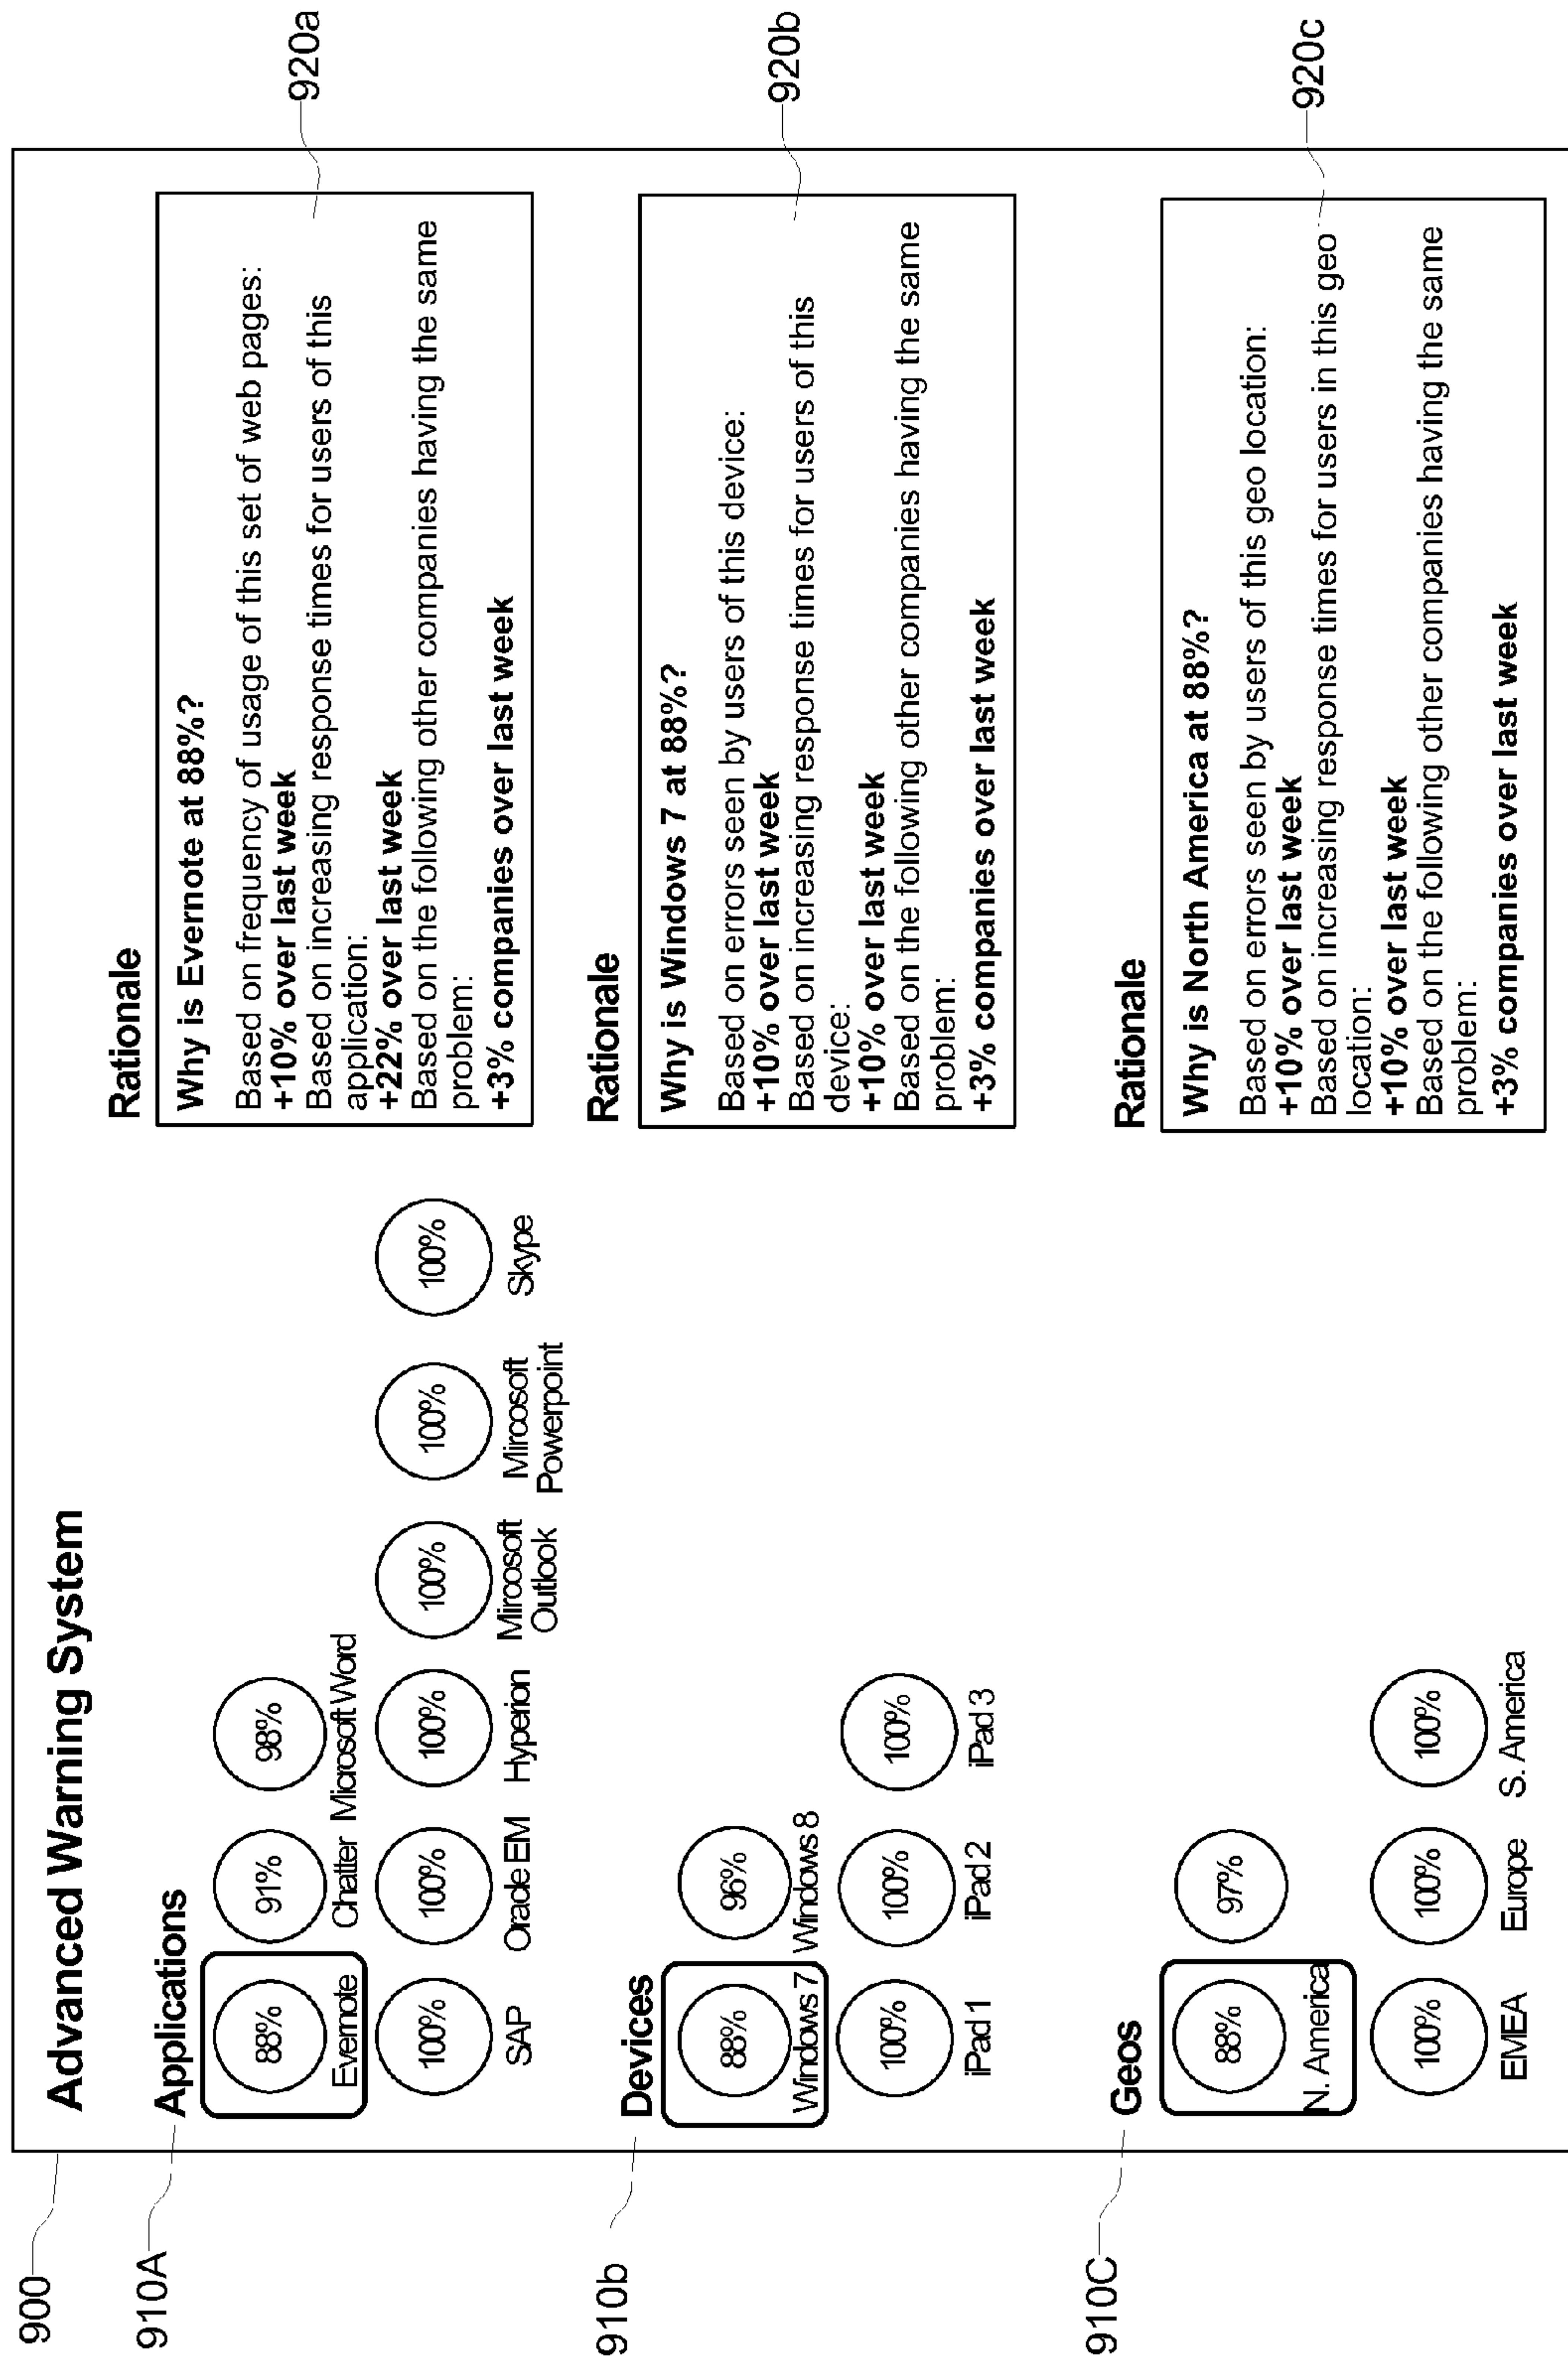 900
Advanced Warning System
910A
Applications
88%
91%
98%
Evernote
Chatter
Microsoft Word
100%
100%
100%
100%
100%
100%
SAP
Oracle EM
Hyperion
Mircosoft
Outlook
Mircosoft
Powerpoint
Skype
Rationale
920a
Why is Evernote at 88%?
Based on frequency of usage of this set of web pages:
+10% over last week
Based on increasing response times for users of this
application:
+22% over last week
Based on the following other companies having the same
problem:
+3% companies over last week
910b
Devices
88%
96%
Windows 7
Windows 8
100%
100%
100%
iPad 1
iPad 2
iPad 3
Rationale
920b
Why is Windows 7 at 88%?
Based on errors seen by users of this device:
+10% over last week
Based on increasing response times for users of this
device:
+10% over last week
Based on the following other companies having the same
problem:
+3% companies over last week
910C
Geos
88%
97%
N. America
100%
100%
100%
EMEA
Europe
S. America
Rationale
920c
Why is North America at 88%?
Based on errors seen by users of this geo location:
+10% over last week
Based on increasing response times for users in this geo
location:
+10% over last week
Based on the following other companies having the same
problem:
+3% companies over last week